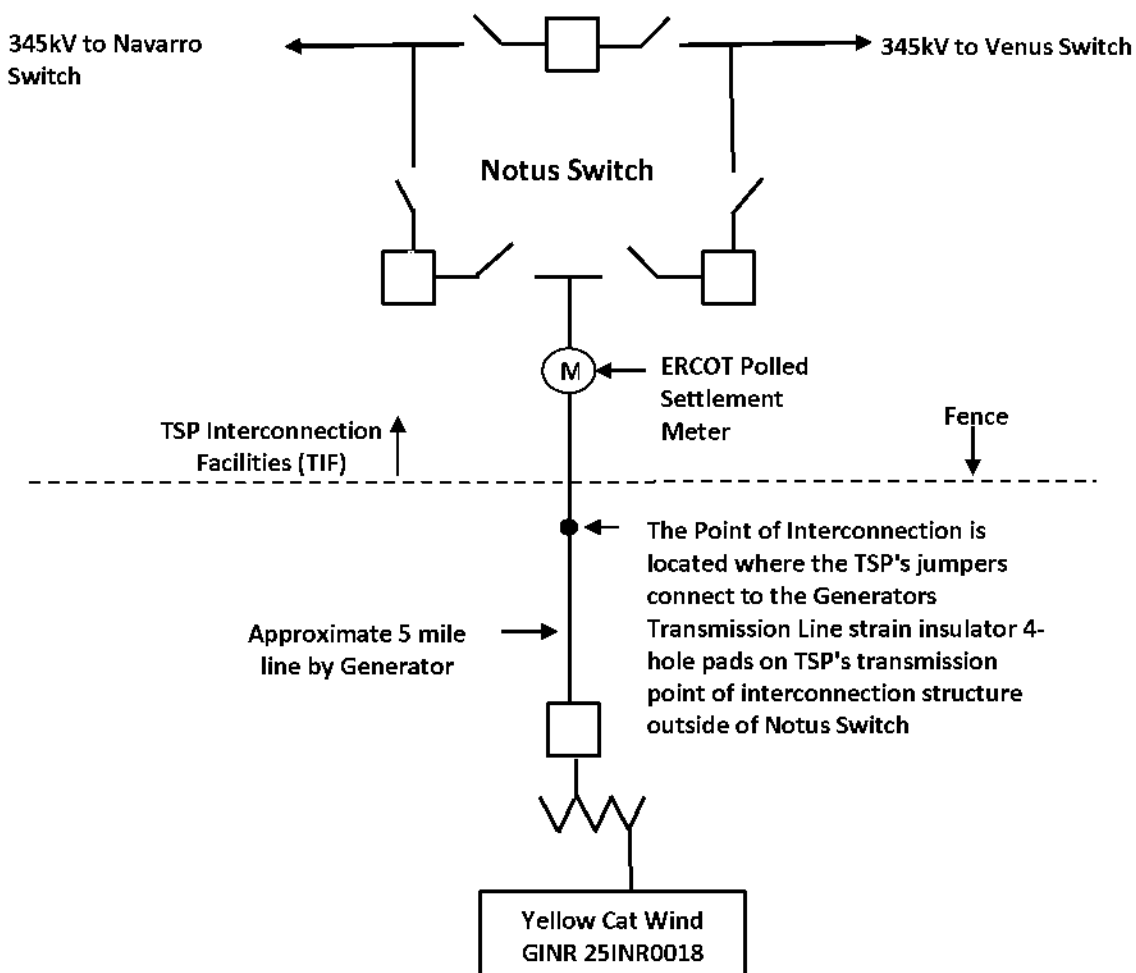 345kV to Navarro
Switch
345kV to Venus Switch
Notus Switch
M
ERCOT Polled
Settlement
Meter
TSP Interconnection
Facilities (TIF)
Fence
The Point of Interconnection is
located where the TSP's jumpers
connect to the Generators
Transmission Line strain insulator 4-
hole pads on TSP's transmission
point of interconnection structure
outside of Notus Switch
Approximate 5 mile
line by Generator
Yellow Cat Wind
GINR 25INR0018